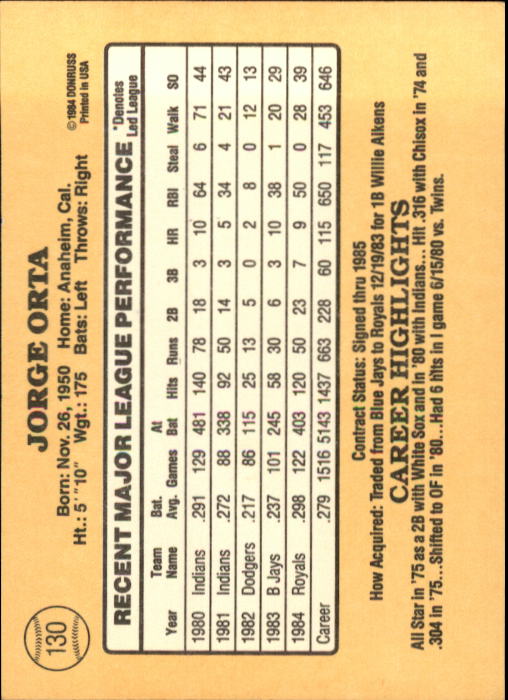 130
JORGE ORTA
©1984 DONRUSS
Printed in USA
Born: Nov. 26, 1950 Home: Anaheim, Cal.
Ht.: 5'"10" Wgt.: 175 Bats: Left Throws: Right
RECENT MAJOR LEAGUE PERFORMANCE
*Denotes
Led League
Team Bat. At
Year Name Avg. Games Bat Hits Runs 2B 3B HR RBI Steal Walk SO
1980 Indians .291 129 481 140 78 18 3 10 64 6 71 44
1981 Indians .272 88 338 92 50 14 3 5 34 4 21 43
1982 Dodgers .217 86 115 25 13 5 0 2 8 0 12 13
1983 B Jays .237 101 245 58 30 6 3 10 38 1 20 29
1984 Royals .298 122 403 120 50 23 7 9 50 0 28 39
Career .279 1516 5143 1437 663 228 60 115 650 117 453 646
Contract Status: Signed thru 1985
How Acquired: Traded from Blue Jays to Royals 12/19/83 for 1B Willie Aikens
CAREER HIGHLIGHTS
All Star in '75 as a 2B with White Sox and in '80 with Indians... Hit .316 with Chisox in '74 and
.304 in '75...Shifted to OF in '80...Had 6 hits in 1 game 6/15/80 vs. Twins.